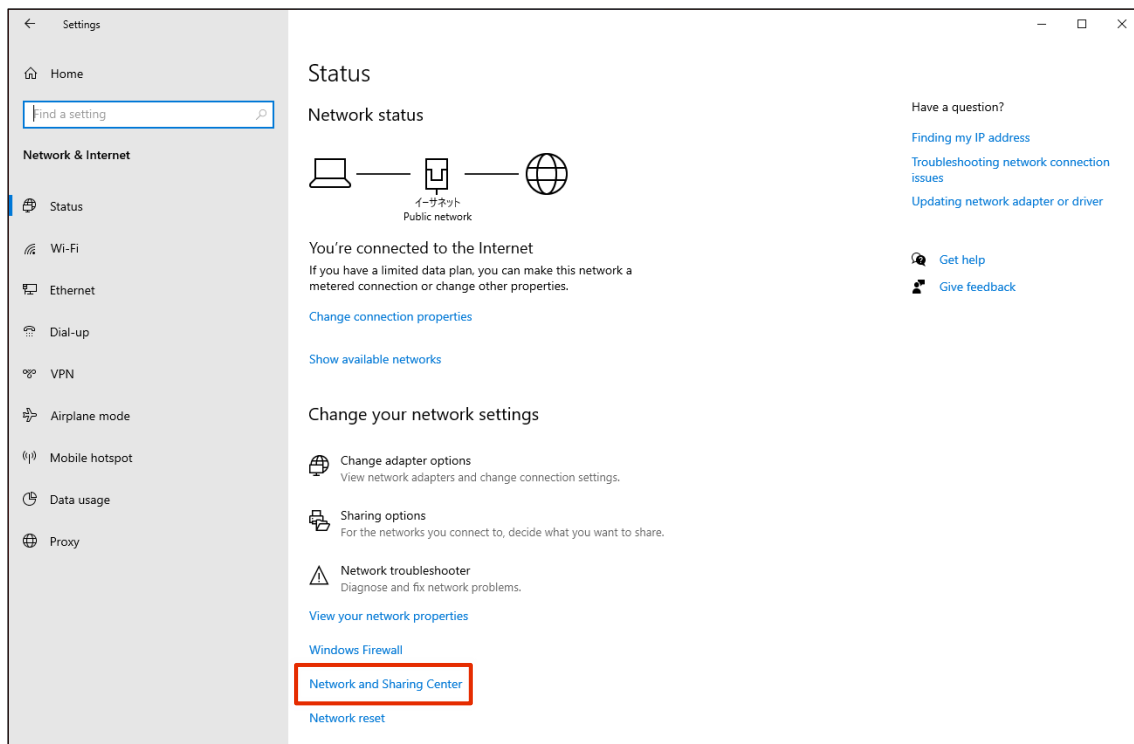 Settings
Home
Find a setting
Network & Internet
Status
Wi-Fi
Ethernet
Dial-up
VPN
Airplane mode
Mobile hotspot
Data usage
Proxy
Status
Network status
イーサネット
Public network
You're connected to the Internet
If you have a limited data plan, you can make this network a
metered connection or change other properties.
Change connection properties
Show available networks
Change your network settings
Change adapter options
View network adapters and change connection settings.
Sharing options
For the networks you connect to, decide what you want to share.
Network troubleshooter
Diagnose and fix network problems.
View your network properties
Windows Firewall
Network and Sharing Center
Network reset
Have a question?
Finding my IP address
Troubleshooting network connection
issues
Updating network adapter or driver
Get help
Give feedback